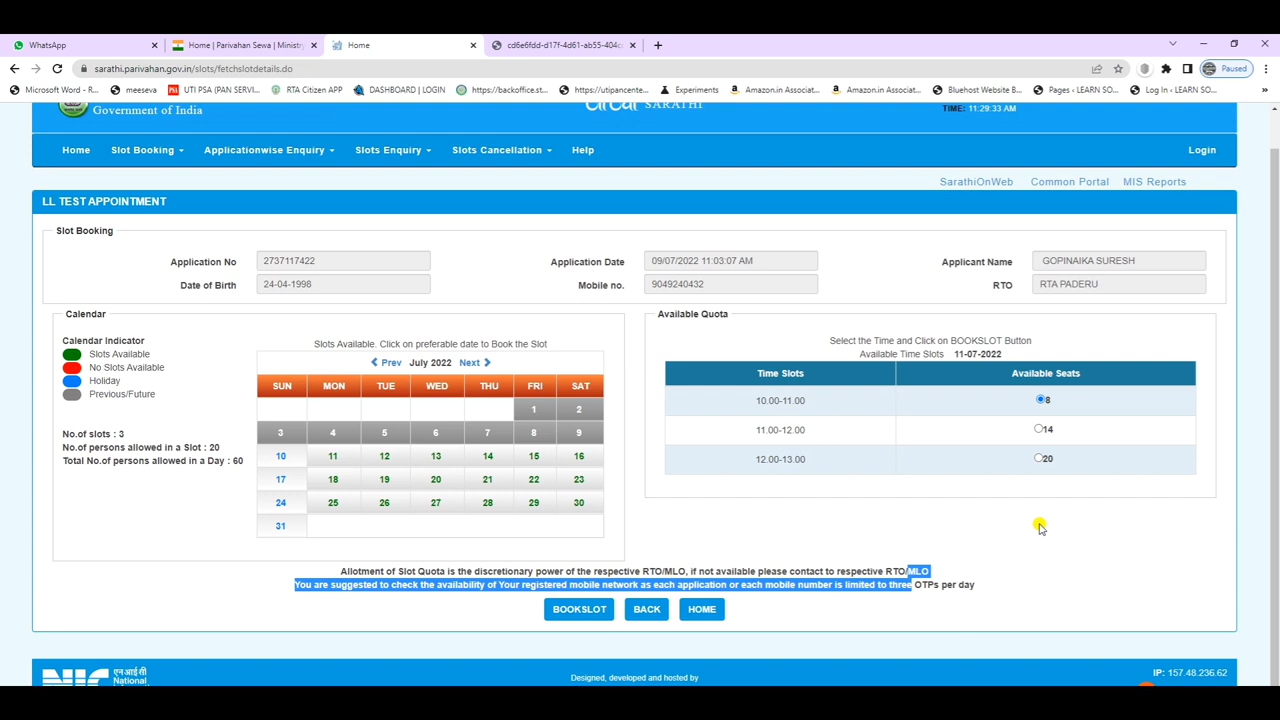 WhatsApp
Home | Parivahan Sewa | Ministry
Home
cd6e6fdd-d17f-4d61-ab55-404c
sarathi.parivahan.gov.in/slots/fetchslotdetails.do
Paused
Microsoft Word - R...
meeseva
UTI PSA (PAN SERVI...
RTA Citizen APP
DASHBOARD | LOGIN
https://backoffice.st...
https://utipancente...
Experiments
Amazon.in Associat...
Amazon.in Associat...
Bluehost Website B...
Pages ‹ LEARN SO...
Log In ‹ LEARN SO...
Government of India
SARATHI
TIME: 11:29:33 AM
Home
Slot Booking
Applicationwise Enquiry
Slots Enquiry
Slots Cancellation
Help
Login
SarathiOnWeb
Common Portal
MIS Reports
LL TEST APPOINTMENT
Slot Booking
Application No 2737117422
Application Date 09/07/2022 11:03:07 AM
Applicant Name GOPINAIKA SURESH
Date of Birth 24-04-1998
Mobile no. 9049240432
RTO RTA PADERU
Calendar
Calendar Indicator
Slots Available
No Slots Available
Holiday
Previous/Future
No.of slots : 3
No.of persons allowed in a Slot : 20
Total No.of persons allowed in a Day : 60
Slots Available. Click on preferable date to Book the Slot
Prev July 2022 Next
SUN MON TUE WED THU FRI SAT
1 2
3 4 5 6 7 8 9
10 11 12 13 14 15 16
17 18 19 20 21 22 23
24 25 26 27 28 29 30
31
Available Quota
Select the Time and Click on BOOKSLOT Button
Available Time Slots 11-07-2022
Time Slots Available Seats
10.00-11.00 8
11.00-12.00 14
12.00-13.00 20
Allotment of Slot Quota is the discretionary power of the respective RTO/MLO, if not available please contact to respective RTO/MLO
You are suggested to check the availability of Your registered mobile network as each application or each mobile number is limited to three OTPs per day
BOOKSLOT
BACK
HOME
NIC
एन आई सी
National
Designed, developed and hosted by
IP: 157.48.236.62